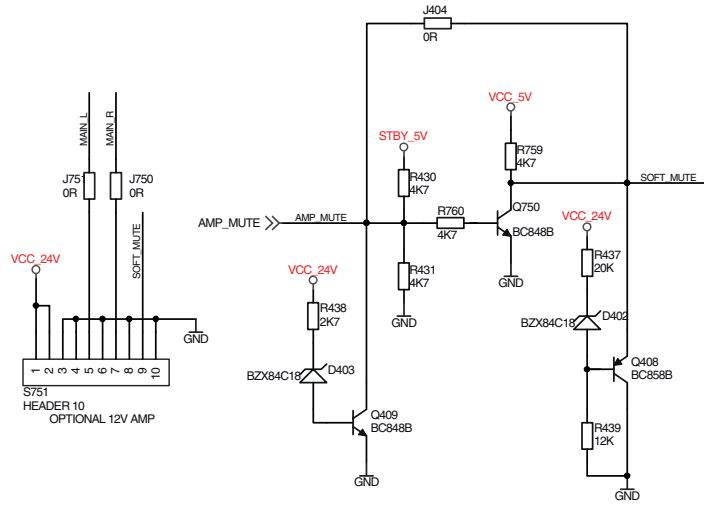 J404
0R
VCC_5V
MAIN_L
MAIN_R
STBY_5V
R759
4K7
J751
0R
J750
0R
R430
4K7
SOFT_MUTE
Q750
BC848B
R760
4K7
AMP_MUTE
AMP_MUTE
VCC_24V
SOFT_MUTE
R437
20K
VCC_24V
VCC_24V
R431
4K7
GND
R438
2K7
GND
BZX84C18
D402
GND
BZX84C18
D403
Q408
BC858B
1
2
3
4
5
6
7
8
9
10
S751
HEADER 10
OPTIONAL 12V AMP
Q409
BC848B
R439
12K
GND
GND